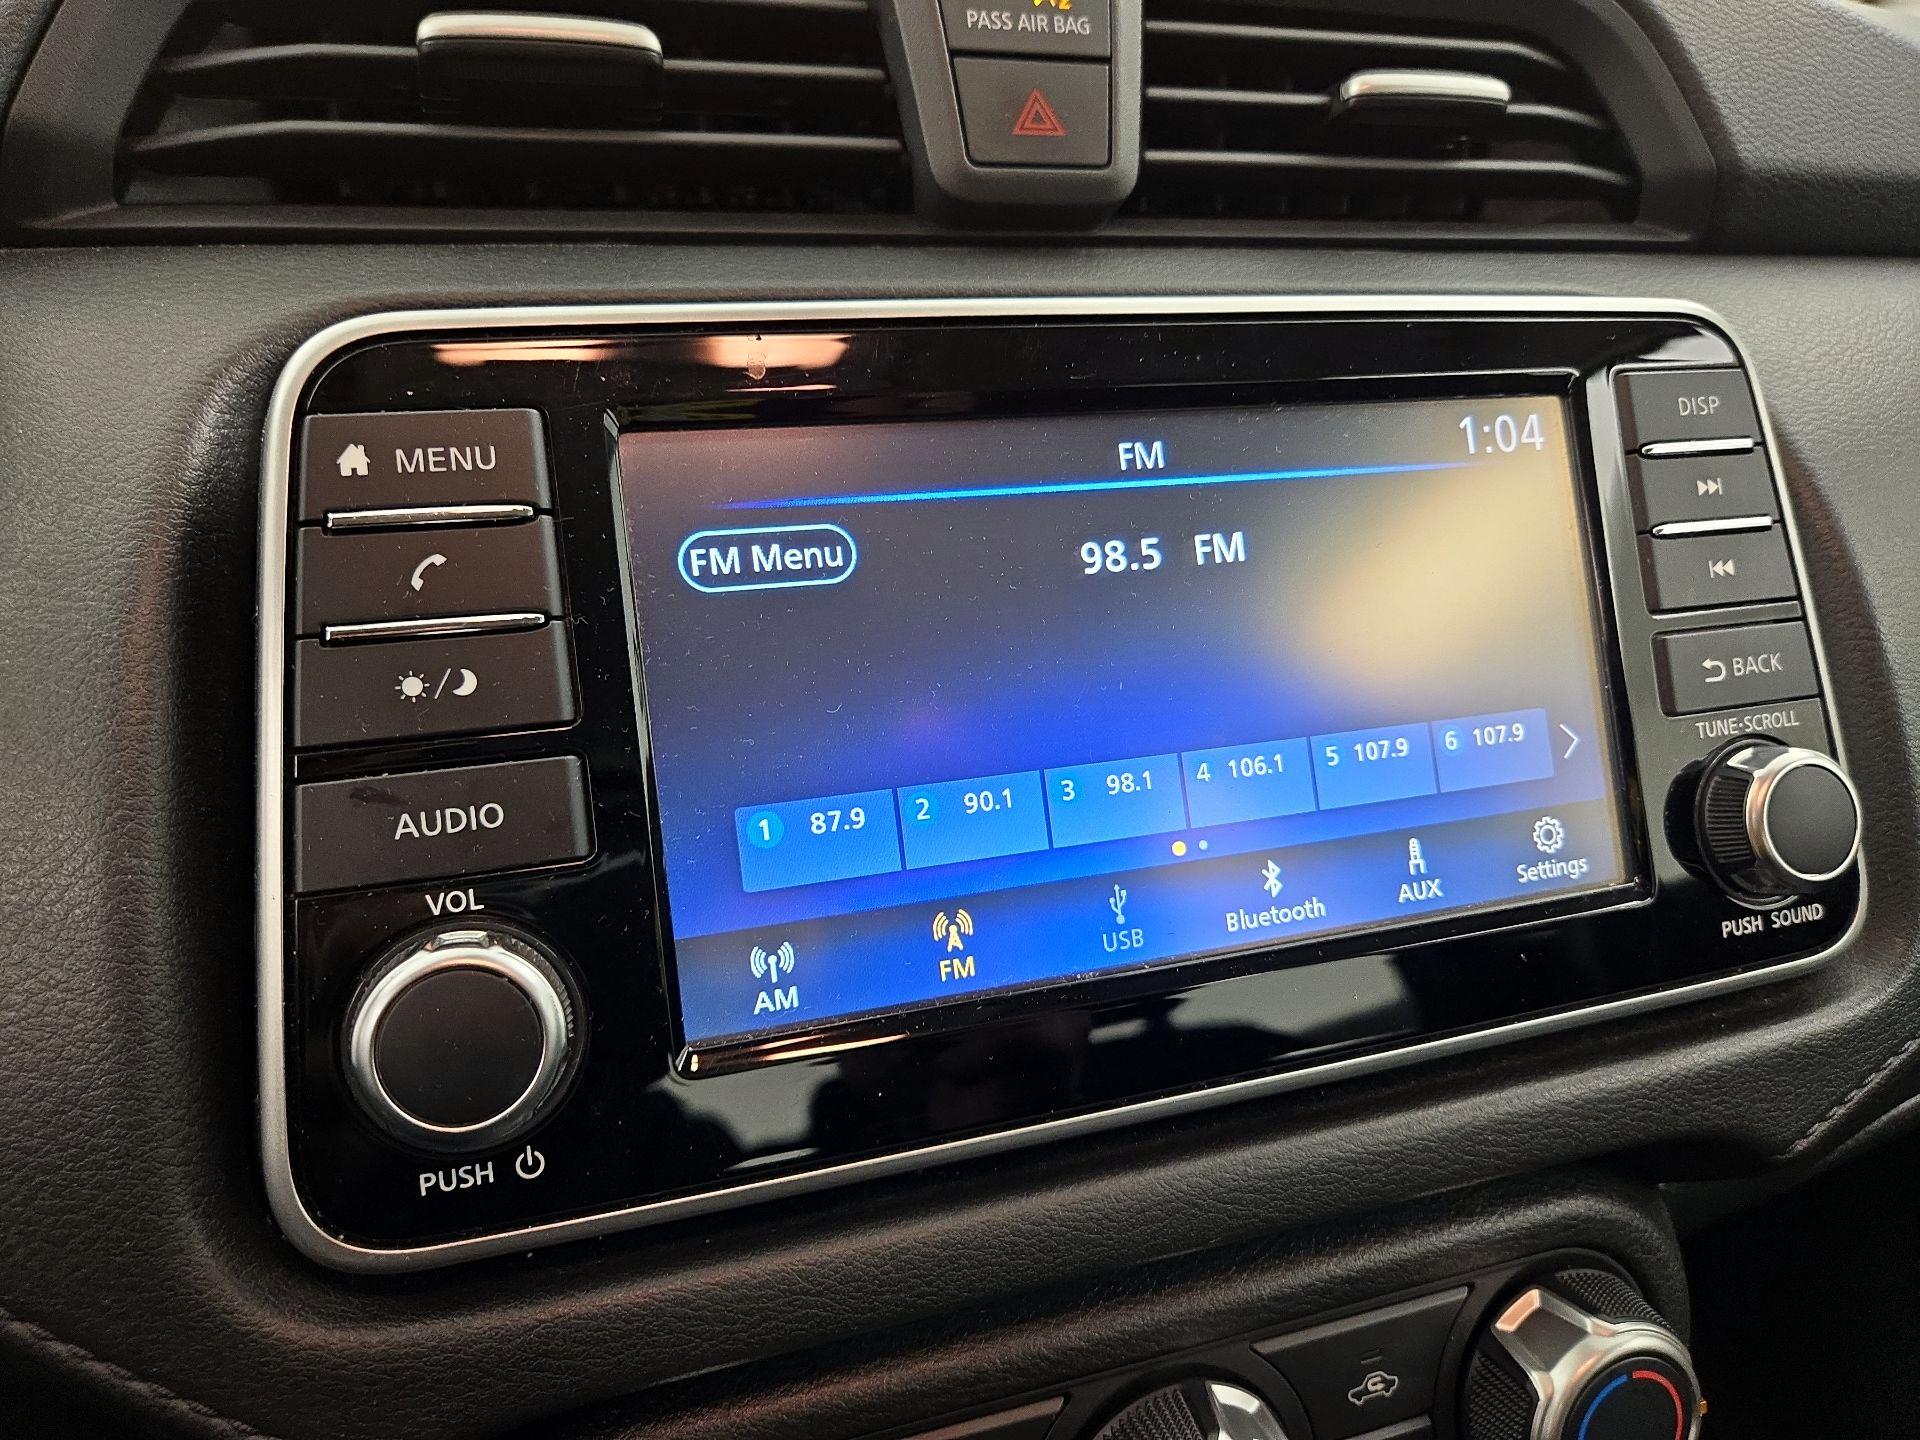 PASS AIR BAG
MENU
AUDIO
VOL
PUSH
FM
1:04
FM Menu
98.5 FM
1 87.9
2 90.1
3 98.1
4 106.1
5 107.9
6 107.9
AM
FM
USB
Bluetooth
AUX
Settings
DISP
BACK
TUNE•SCROLL
PUSH SOUND